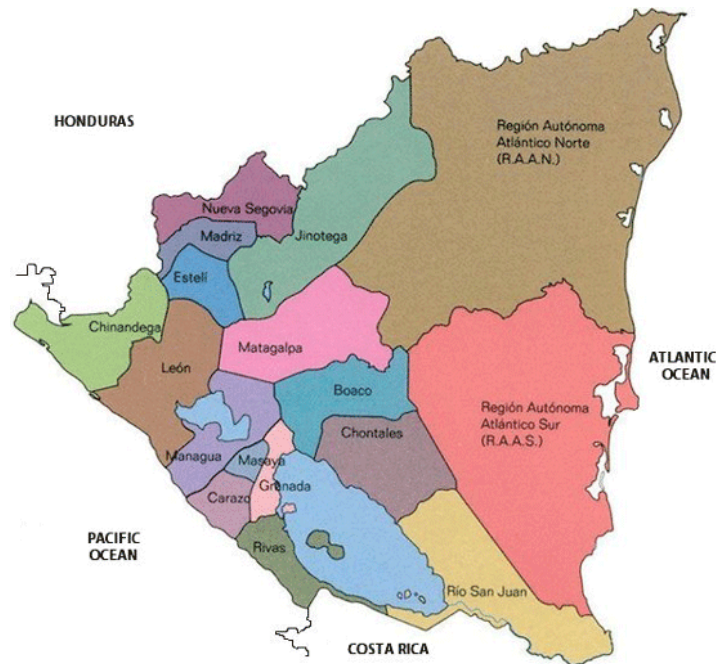 HONDURAS
Región Autónoma
Atlántico Norte
(R.A.A.N.)
Nueva Segovia
Madriz
Jinotega
Estelí
Chinandega
Matagalpa
León
ATLANTIC
OCEAN
Boaco
Región Autónoma
Atlántico Sur
(R.A.A.S.)
Chontales
Managua
Masaya
Granada
Carazo
PACIFIC
OCEAN
Rivas
Río San Juan
COSTA RICA